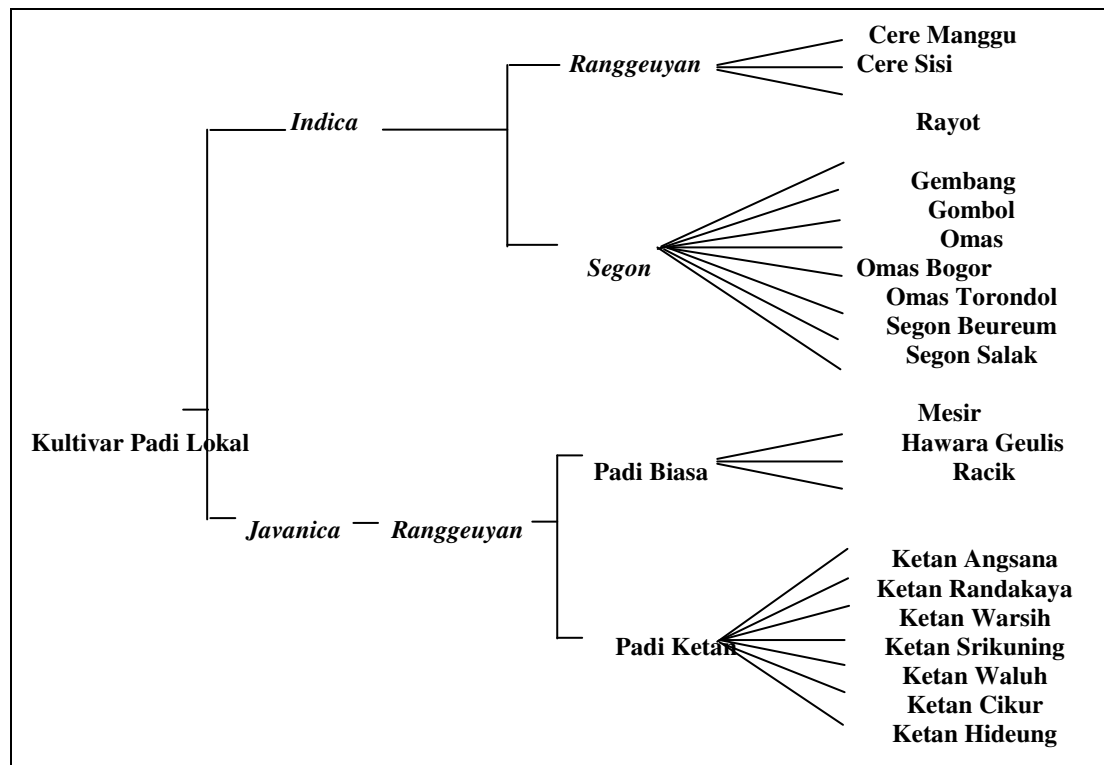 Cere Manggu
Ranggeuyan
Cere Sisi
Indica
Rayot
Gembang
Gombol
Omas
Segon
Omas Bogor
Omas Torondol
Segon Beureum
Segon Salak
Kultivar Padi Lokal
Mesir
Hawara Geulis
Padi Biasa
Racik
Javanica
Ranggeuyan
Ketan Angsana
Ketan Randakaya
Ketan Warsih
Padi Ketan
Ketan Srikuning
Ketan Waluh
Ketan Cikur
Ketan Hideung